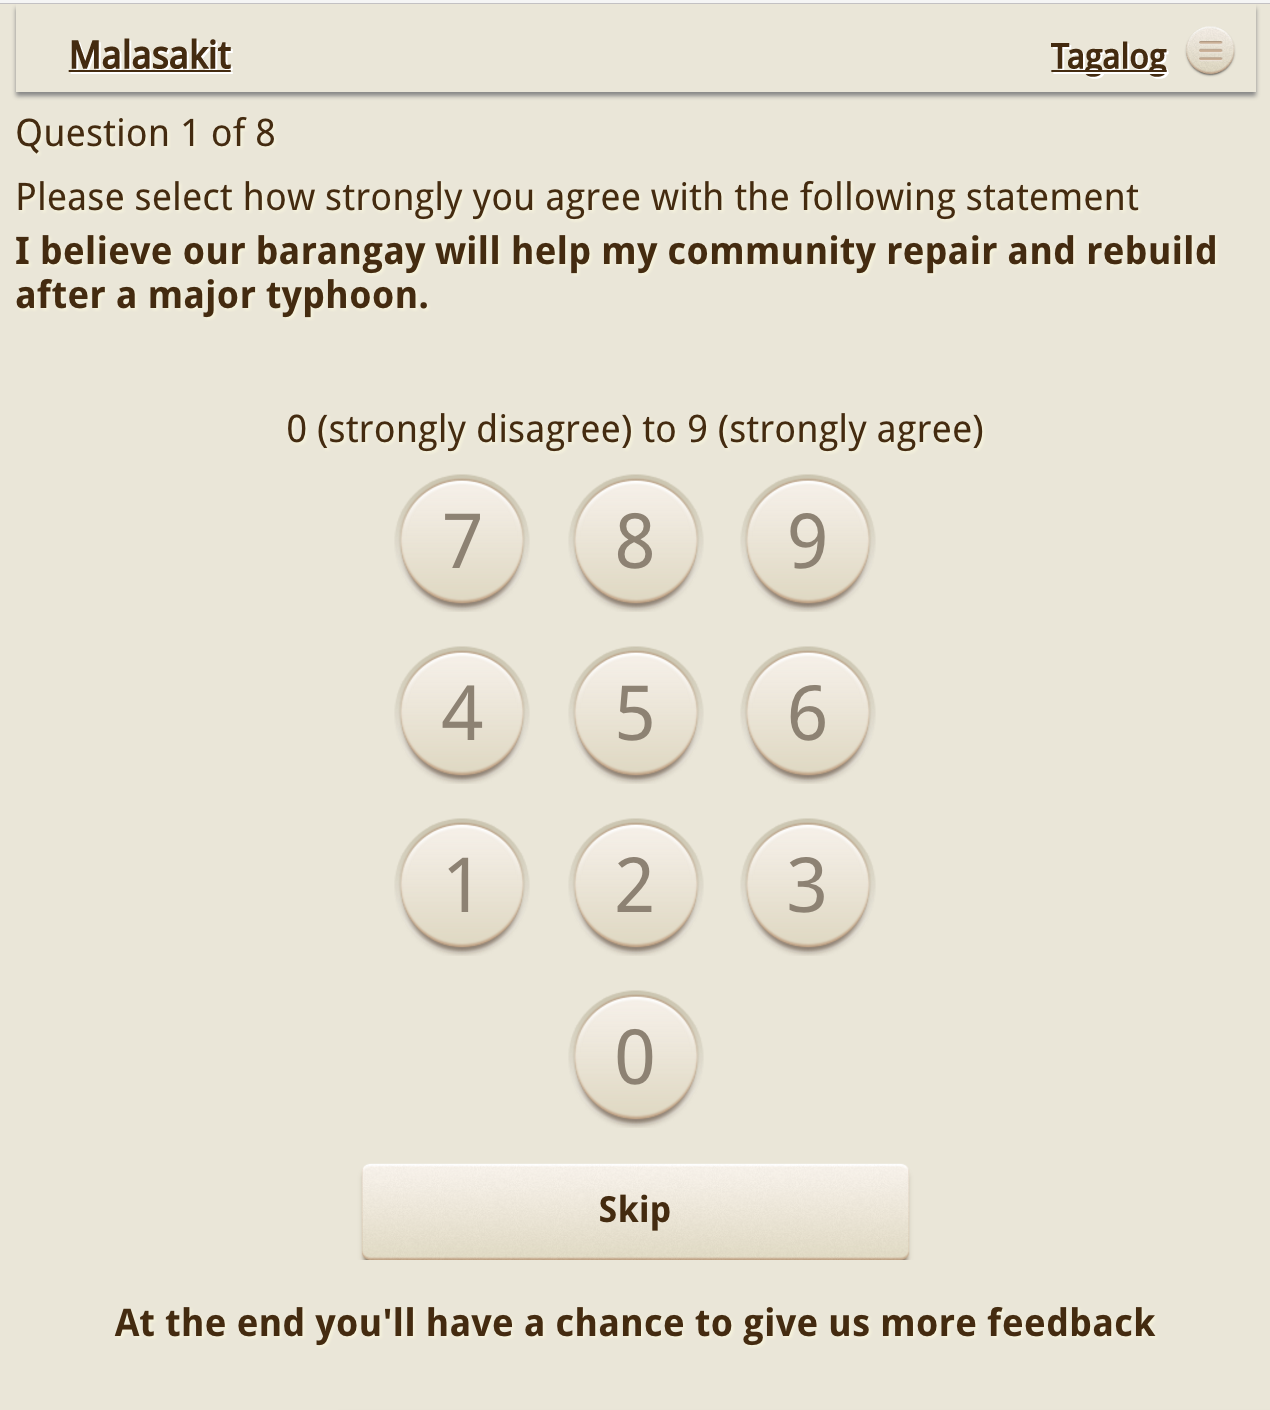 Malasakit
Tagalog
Question 1 of 8
Please select how strongly you agree with the following statement
I believe our barangay will help my community repair and rebuild
after a major typhoon.
0 (strongly disagree) to 9 (strongly agree)
7 8 9
4 5 6
1 2 3
0
Skip
At the end you'll have a chance to give us more feedback